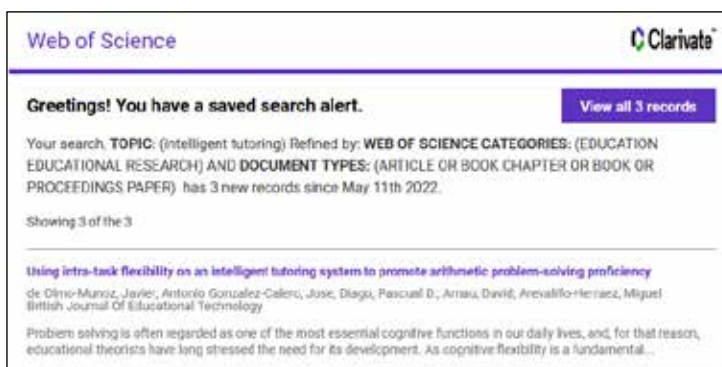 Web of Science
Clarivate™
Greetings! You have a saved search alert.
View all 3 records
Your search, TOPIC: (intelligent tutoring) Refined by: WEB OF SCIENCE CATEGORIES: (EDUCATION
EDUCATIONAL RESEARCH) AND DOCUMENT TYPES: (ARTICLE OR BOOK CHAPTER OR BOOK OR
PROCEEDINGS PAPER) has 3 new records since May 11th 2022.
Showing 3 of the 3
Using intra-task flexibility on an intelligent tutoring system to promote arithmetic problem-solving proficiency
de Olmo-Munoz, Javier; Antonio Gonzalez-Calero, Jose; Diago, Pascual D.; Arnau, David; Arevalillo-Herraez, Miguel
British Journal Of Educational Technology
Problem solving is often regarded as one of the most essential cognitive functions in our daily lives, and, for that reason,
educational theorists have long stressed the need for its development. As cognitive flexibility is a fundamental...